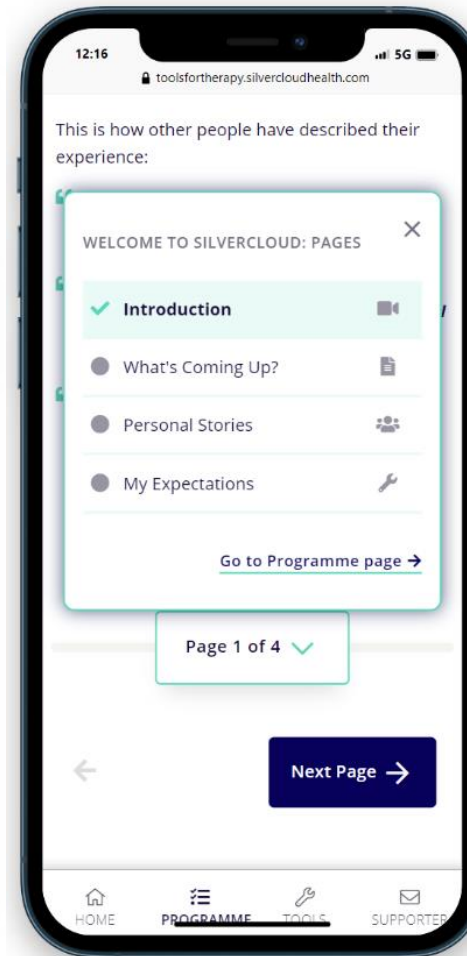 12:16
5G
toolsfortherapy.silvercloudhealth.com
This is how other people have described their
experience:
WELCOME TO SILVERCLOUD: PAGES
Introduction
What's Coming Up?
Personal Stories
My Expectations
Go to Programme page
Page 1 of 4
Next Page
HOME
PROGRAMME
TOOLS
SUPPORTER